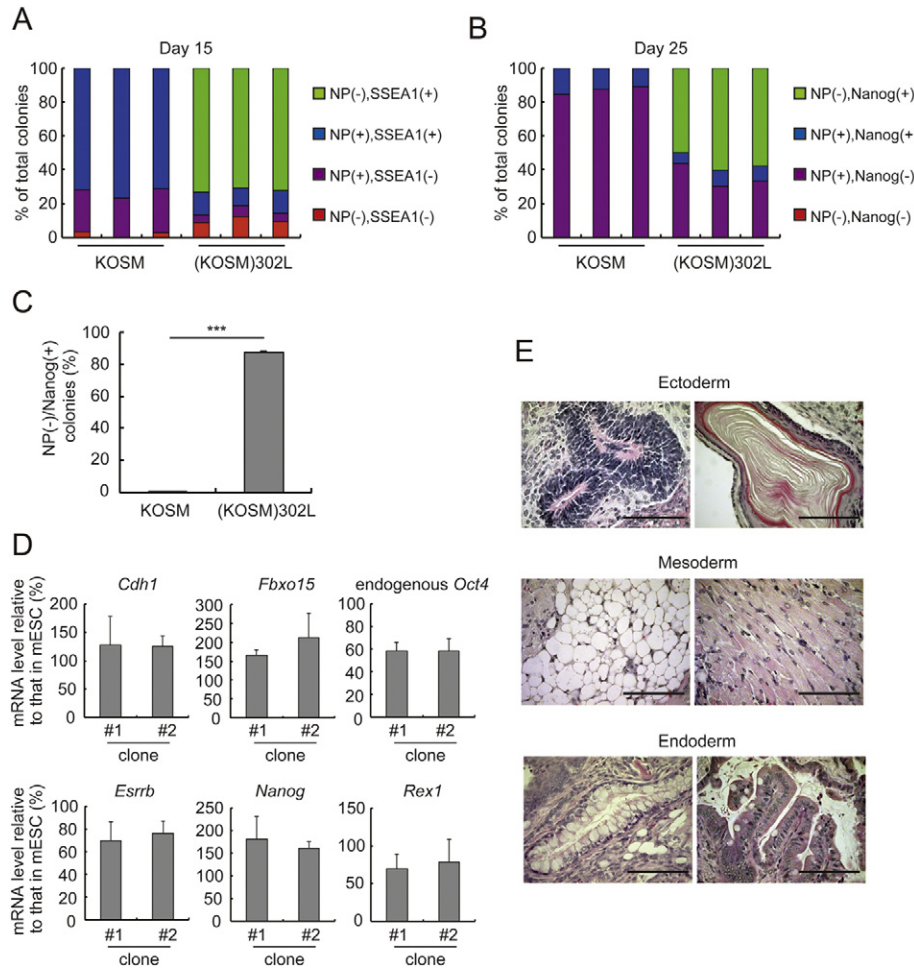 A
Day 15
% of total colonies
100
80
60
40
20
0
KOSM
(KOSM)302L
NP(-),SSEA1(+)
NP(+),SSEA1(+)
NP(+),SSEA1(-)
NP(-),SSEA1(-)
B
Day 25
% of total colonies
100
80
60
40
20
0
KOSM
(KOSM)302L
NP(-),Nanog(+)
NP(+),Nanog(+
NP(+),Nanog(-)
NP(-),Nanog(-)
C
NP(-)/Nanog(+)
colonies (%)
100
80
60
40
20
0
***
KOSM
(KOSM)302L
D
mRNA level relative
to that in mESC (%)
Cdh1
200
150
100
50
0
#1 #2
clone
Fbxo15
300
250
200
150
100
50
0
#1 #2
clone
endogenous Oct4
100
80
60
40
20
0
#1 #2
clone
mRNA level relative
to that in mESC (%)
Esrrb
100
80
60
40
20
0
#1 #2
clone
Nanog
250
200
150
100
50
0
#1 #2
clone
Rex1
150
100
50
0
#1 #2
clone
E
Ectoderm
Mesoderm
Endoderm